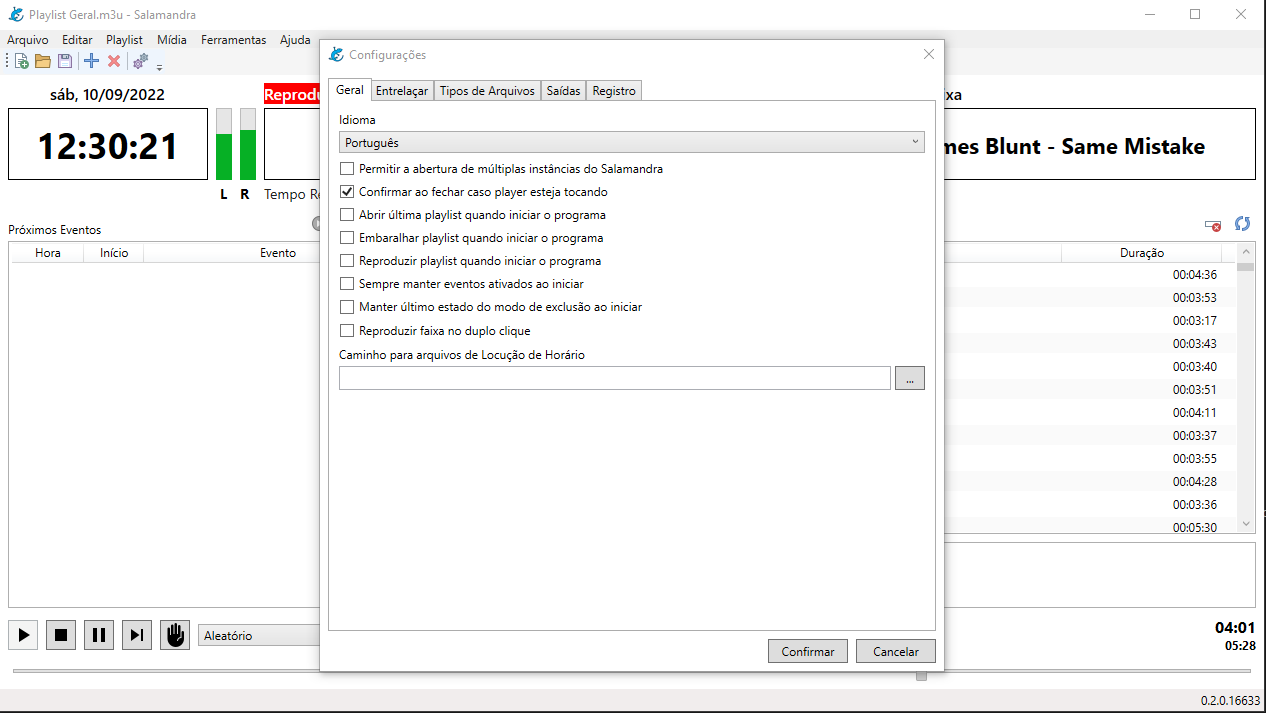 Playlist Geral.m3u - Salamandra
Arquivo Editar Playlist Mídia Ferramentas Ajuda
sáb, 10/09/2022
12:30:21
L R
Tempo
Próximos Eventos
Hora Início Evento
Aleatório
Configurações
Geral Entrelaçar Tipos de Arquivos Saídas Registro
Idioma
Português
Permitir a abertura de múltiplas instâncias do Salamandra
Confirmar ao fechar caso player esteja tocando
Abrir última playlist quando iniciar o programa
Embaralhar playlist quando iniciar o programa
Reproduzir playlist quando iniciar o programa
Sempre manter eventos ativados ao iniciar
Manter último estado do modo de exclusão ao iniciar
Reproduzir faixa no duplo clique
Caminho para arquivos de Locução de Horário
...
Confirmar Cancelar
Blunt - Same Mistake
Duração
00:04:36
00:03:53
00:03:17
00:03:43
00:03:40
00:03:51
00:04:11
00:03:37
00:03:55
00:04:28
00:03:36
00:05:30
04:01
05:28
0.2.0.16633